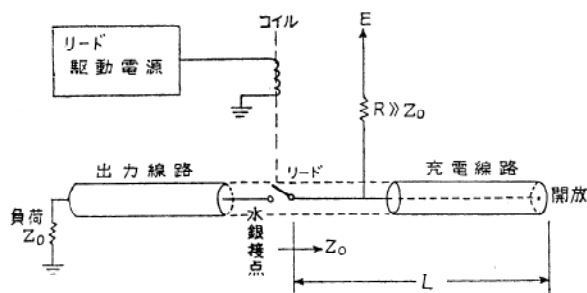 リード
駆動電源
コイル
E
R≫Z₀
出力線路
リード
充電線路
開放
負荷
Z₀
水銀接点
Z₀
L